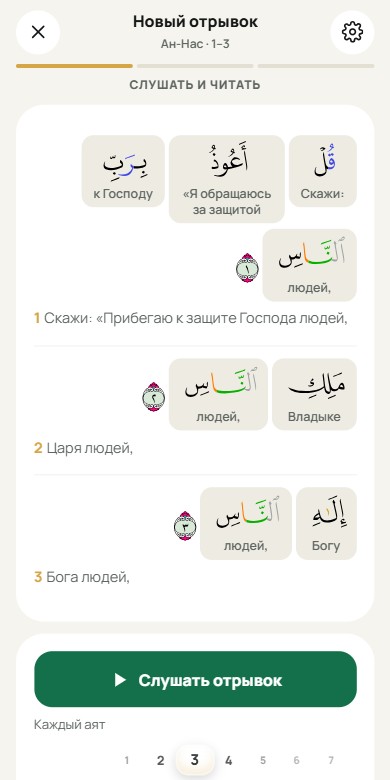 Новый отрывок
Ан-Нас · 1–3
СЛУШАТЬ И ЧИТАТЬ
قُلْ أَعُوذُ بِرَبِّ
Скажи: «Я обращаюсь за защитой к Господу
ٱلنَّاسِ ١
людей,
1 Скажи: «Прибегаю к защите Господа людей,
مَلِكِ ٱلنَّاسِ ٢
Владыке людей,
2 Царя людей,
إِلَٰهِ ٱلنَّاسِ ٣
Богу людей,
3 Бога людей,
Слушать отрывок
Каждый аят
1 2 3 4 5 6 7